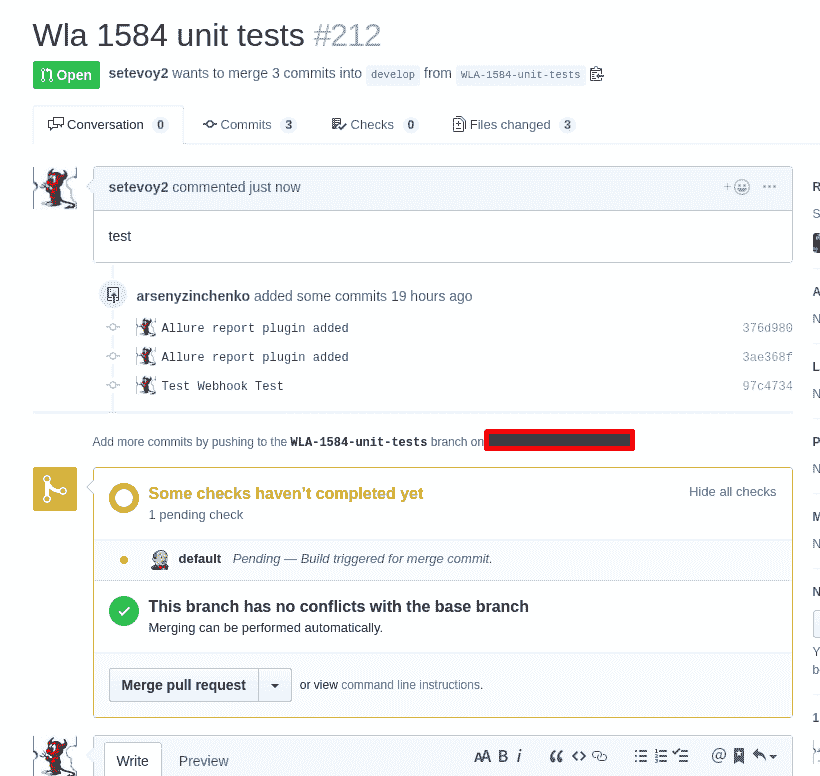 Wla 1584 unit tests #212
Open setevoy2 wants to merge 3 commits into develop from WLA-1584-unit-tests
Conversation 0 Commits 3 Checks 0 Files changed 3
setevoy2 commented just now
test
arsenyzinchenko added some commits 19 hours ago
Allure report plugin added 376d980
Allure report plugin added 3ae368f
Test Webhook Test 97c4734
Add more commits by pushing to the WLA-1584-unit-tests branch on
Some checks haven't completed yet Hide all checks
1 pending check
default Pending — Build triggered for merge commit.
This branch has no conflicts with the base branch
Merging can be performed automatically.
Merge pull request or view command line instructions.
Write Preview AA B i